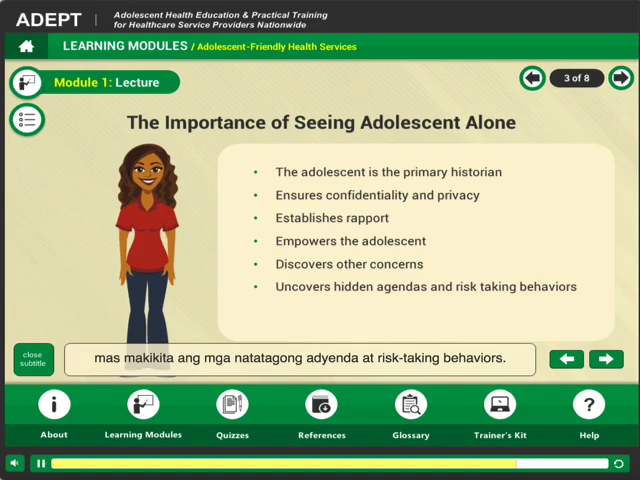 ADEPT
Adolescent Health Education & Practical Training
for Healthcare Service Providers Nationwide
LEARNING MODULES / Adolescent-Friendly Health Services
Module 1: Lecture
3 of 8
The Importance of Seeing Adolescent Alone
• The adolescent is the primary historian
• Ensures confidentiality and privacy
• Establishes rapport
• Empowers the adolescent
• Discovers other concerns
• Uncovers hidden agendas and risk taking behaviors
close
subtitle
mas makikita ang mga natatagong adyenda at risk-taking behaviors.
About
Learning Modules
Quizzes
References
Glossary
Trainer's Kit
Help